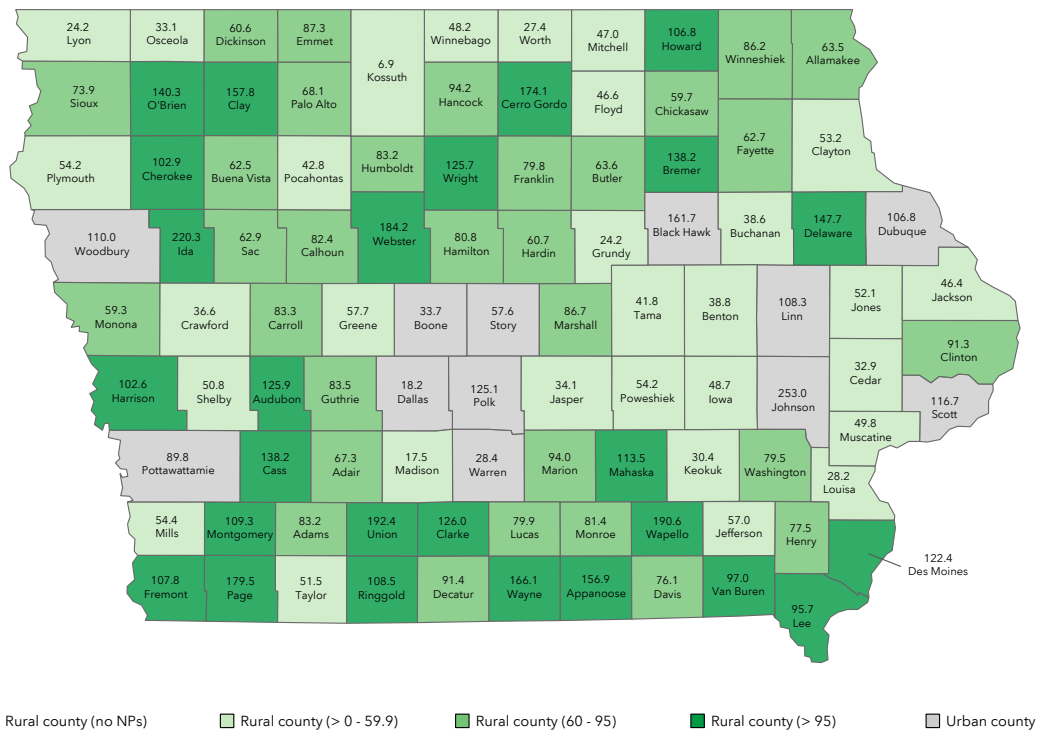 24.2
Lyon
33.1
Osceola
60.6
Dickinson
87.3
Emmet
6.9
Kossuth
48.2
Winnebago
27.4
Worth
47.0
Mitchell
106.8
Howard
86.2
Winneshiek
63.5
Allamakee
73.9
Sioux
140.3
O'Brien
157.8
Clay
68.1
Palo Alto
94.2
Hancock
174.1
Cerro Gordo
46.6
Floyd
59.7
Chickasaw
54.2
Plymouth
102.9
Cherokee
62.5
Buena Vista
42.8
Pocahontas
83.2
Humboldt
125.7
Wright
79.8
Franklin
63.6
Butler
138.2
Bremer
62.7
Fayette
53.2
Clayton
110.0
Woodbury
220.3
Ida
62.9
Sac
82.4
Calhoun
184.2
Webster
80.8
Hamilton
60.7
Hardin
24.2
Grundy
161.7
Black Hawk
38.6
Buchanan
147.7
Delaware
106.8
Dubuque
59.3
Monona
36.6
Crawford
83.3
Carroll
57.7
Greene
33.7
Boone
57.6
Story
86.7
Marshall
41.8
Tama
38.8
Benton
108.3
Linn
52.1
Jones
46.4
Jackson
91.3
Clinton
102.6
Harrison
50.8
Shelby
125.9
Audubon
83.5
Guthrie
18.2
Dallas
125.1
Polk
34.1
Jasper
54.2
Poweshiek
48.7
Iowa
253.0
Johnson
32.9
Cedar
116.7
Scott
49.8
Muscatine
89.8
Pottawattamie
138.2
Cass
67.3
Adair
17.5
Madison
28.4
Warren
94.0
Marion
113.5
Mahaska
30.4
Keokuk
79.5
Washington
28.2
Louisa
54.4
Mills
109.3
Montgomery
83.2
Adams
192.4
Union
126.0
Clarke
79.9
Lucas
81.4
Monroe
190.6
Wapello
57.0
Jefferson
77.5
Henry
122.4
Des Moines
107.8
Fremont
179.5
Page
51.5
Taylor
108.5
Ringgold
91.4
Decatur
166.1
Wayne
156.9
Appanoose
76.1
Davis
97.0
Van Buren
95.7
Lee
Rural county (no NPs)
Rural county (> 0 - 59.9)
Rural county (60 - 95)
Rural county (> 95)
Urban county